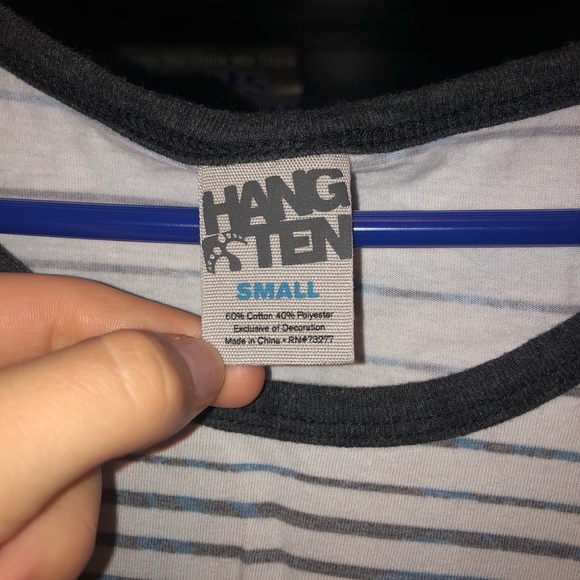 HANG
TEN
SMALL
60% Cotton 40% Polyester
Exclusive of Decoration
Made in China • RN#73277